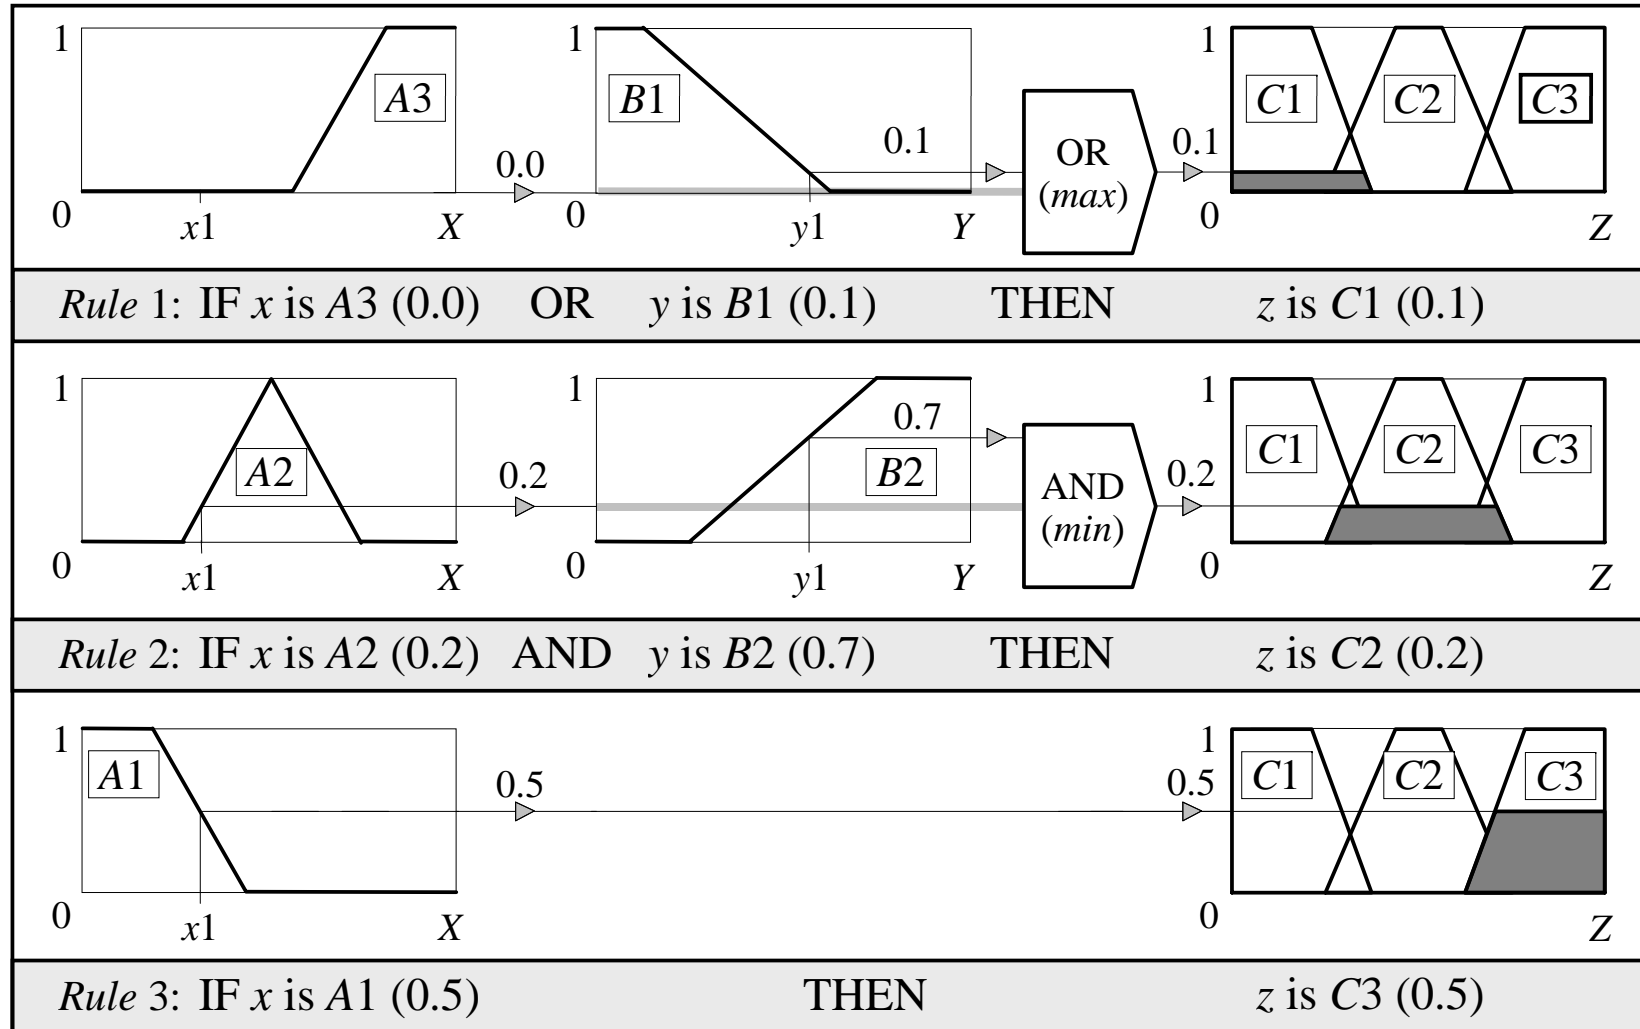 1 1 1
A3 B1 C1 C2 C3
0.0 0.1 OR 0.1
(max)
0 x1 X 0 y1 Y 0 Z
Rule 1: IF x is A3 (0.0) OR y is B1 (0.1) THEN z is C1 (0.1)
1 1 1
0.7
A2 B2 C1 C2 C3
0.2 AND 0.2
(min)
0 x1 X 0 y1 Y 0 Z
Rule 2: IF x is A2 (0.2) AND y is B2 (0.7) THEN z is C2 (0.2)
1 1
A1 C1 C2 C3
0.5 0.5
0 x1 X 0 Z
Rule 3: IF x is A1 (0.5) THEN z is C3 (0.5)